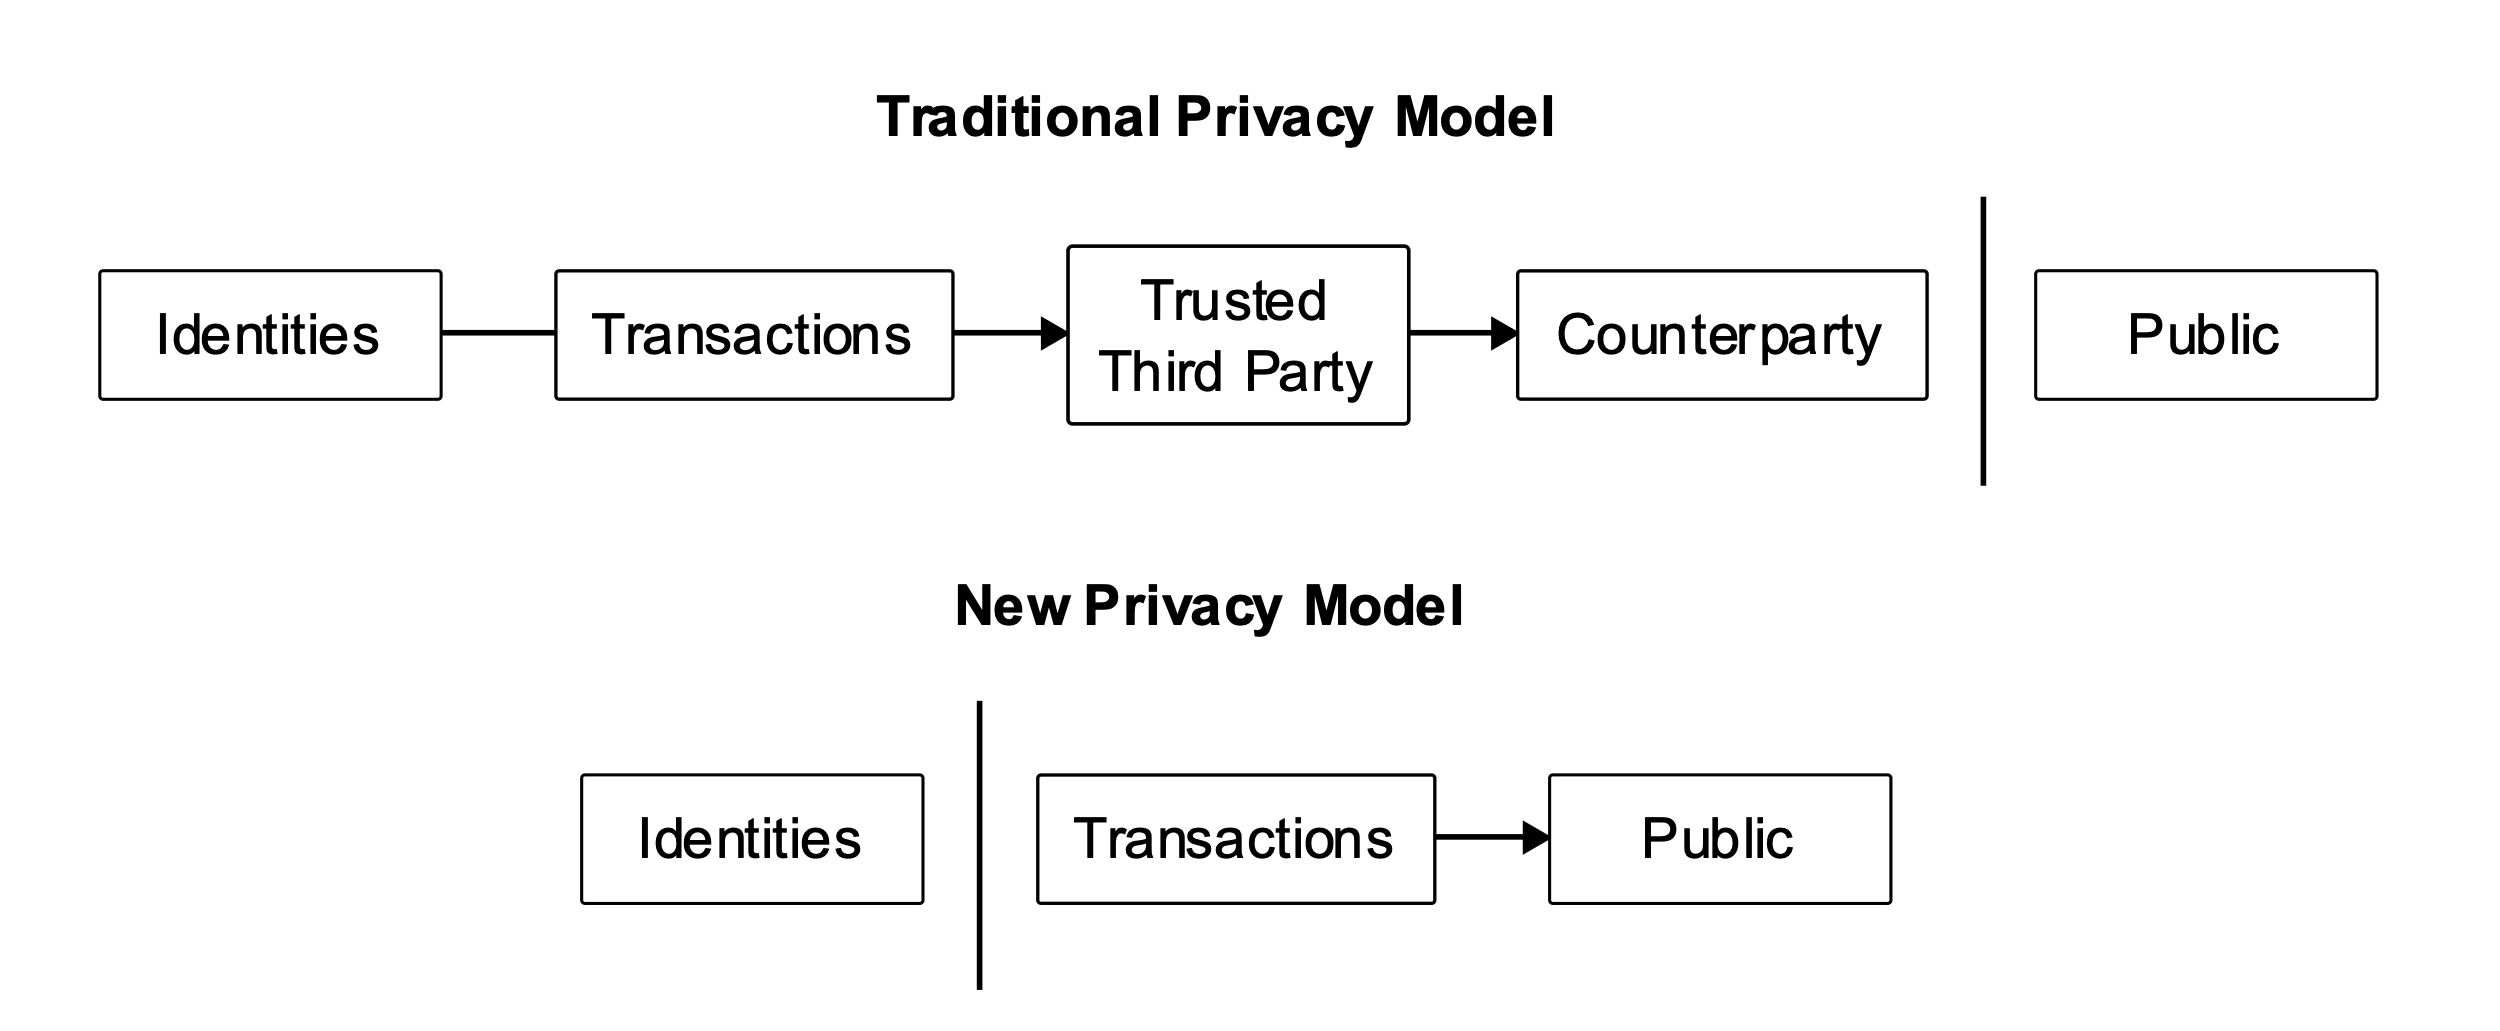 Traditional Privacy Model
Identities
Transactions
Trusted
Third Party
Counterparty
Public
New Privacy Model
Identities
Transactions
Public